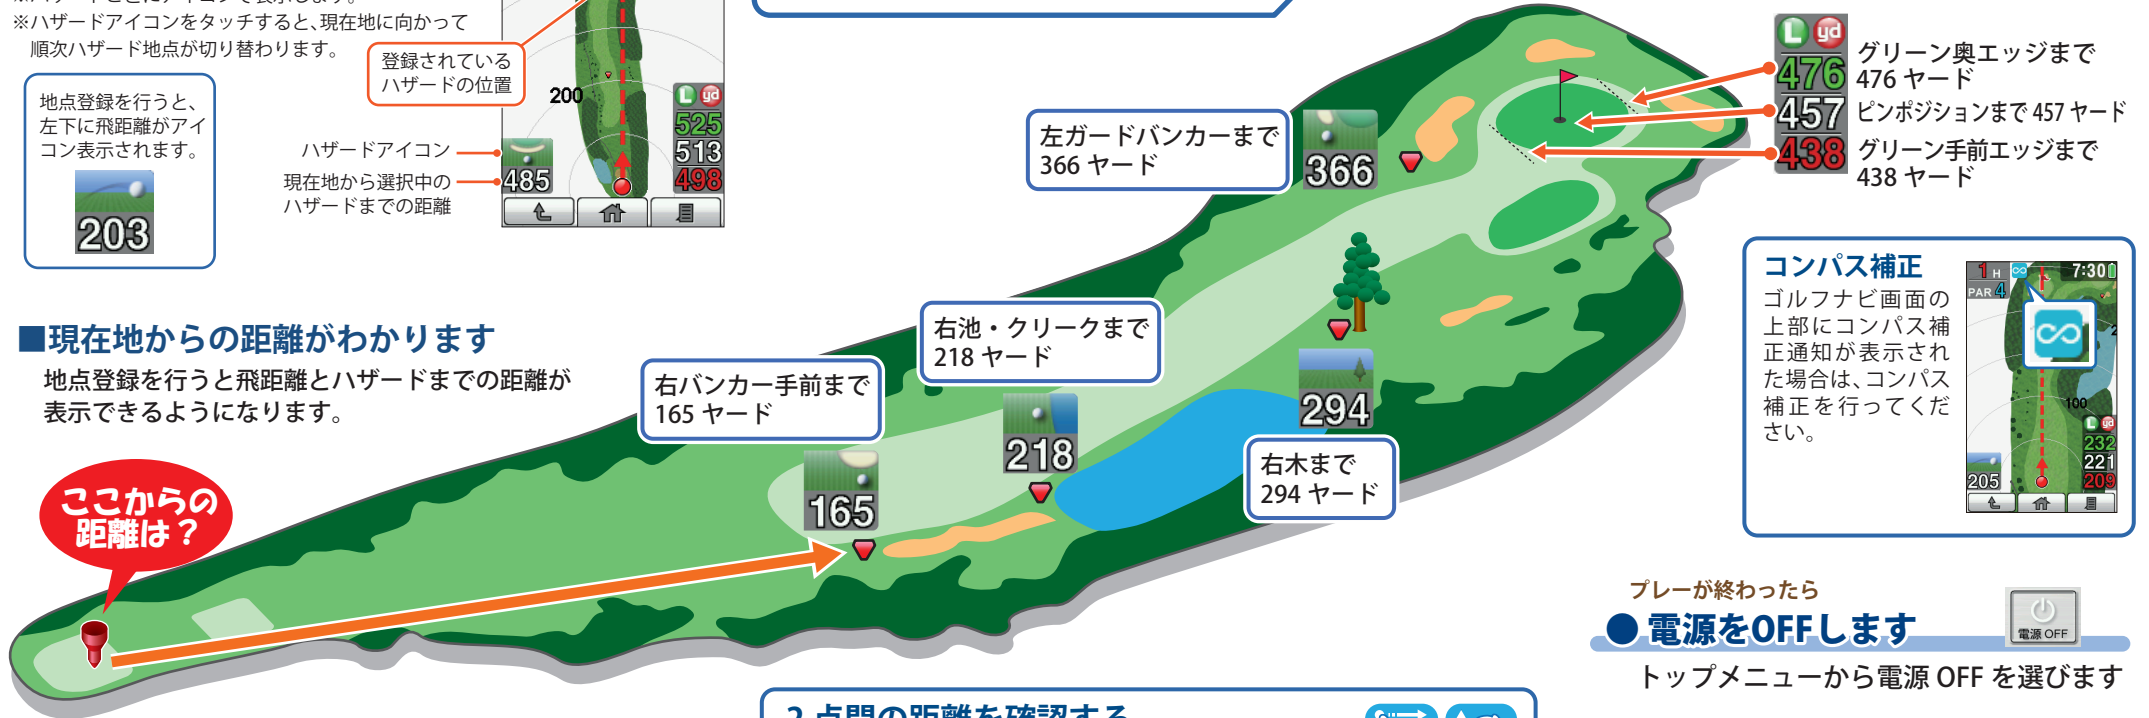 ※ハザードアイコンをタッチすると、現在地に向かって
順次ハザード地点が切り替わります。
登録されている
ハザードの位置
地点登録を行うと、
左下に飛距離がアイ
コン表示されます。
203
ハザードアイコン
現在地から選択中の
ハザードまでの距離
200
L yd
525
513
498
485
■現在地からの距離がわかります
地点登録を行うと飛距離とハザードまでの距離が
表示できるようになります。
ここからの
距離は？
右バンカー手前まで
165 ヤード
165
右池・クリークまで
218 ヤード
218
右木まで
294 ヤード
294
左ガードバンカーまで
366 ヤード
366
L yd
476
457
438
グリーン奥エッジまで
476 ヤード
ピンポジションまで 457 ヤード
グリーン手前エッジまで
438 ヤード
コンパス補正
ゴルフナビ画面の
上部にコンパス補
正通知が表示され
た場合は、コンパス
補正を行ってくだ
さい。
1 H
7:30
PAR 4
100
L yd
232
221
209
205
プレーが終わったら
●電源をOFFします
電源 OFF
トップメニューから電源 OFF を選びます
2 点間の距離を確認する